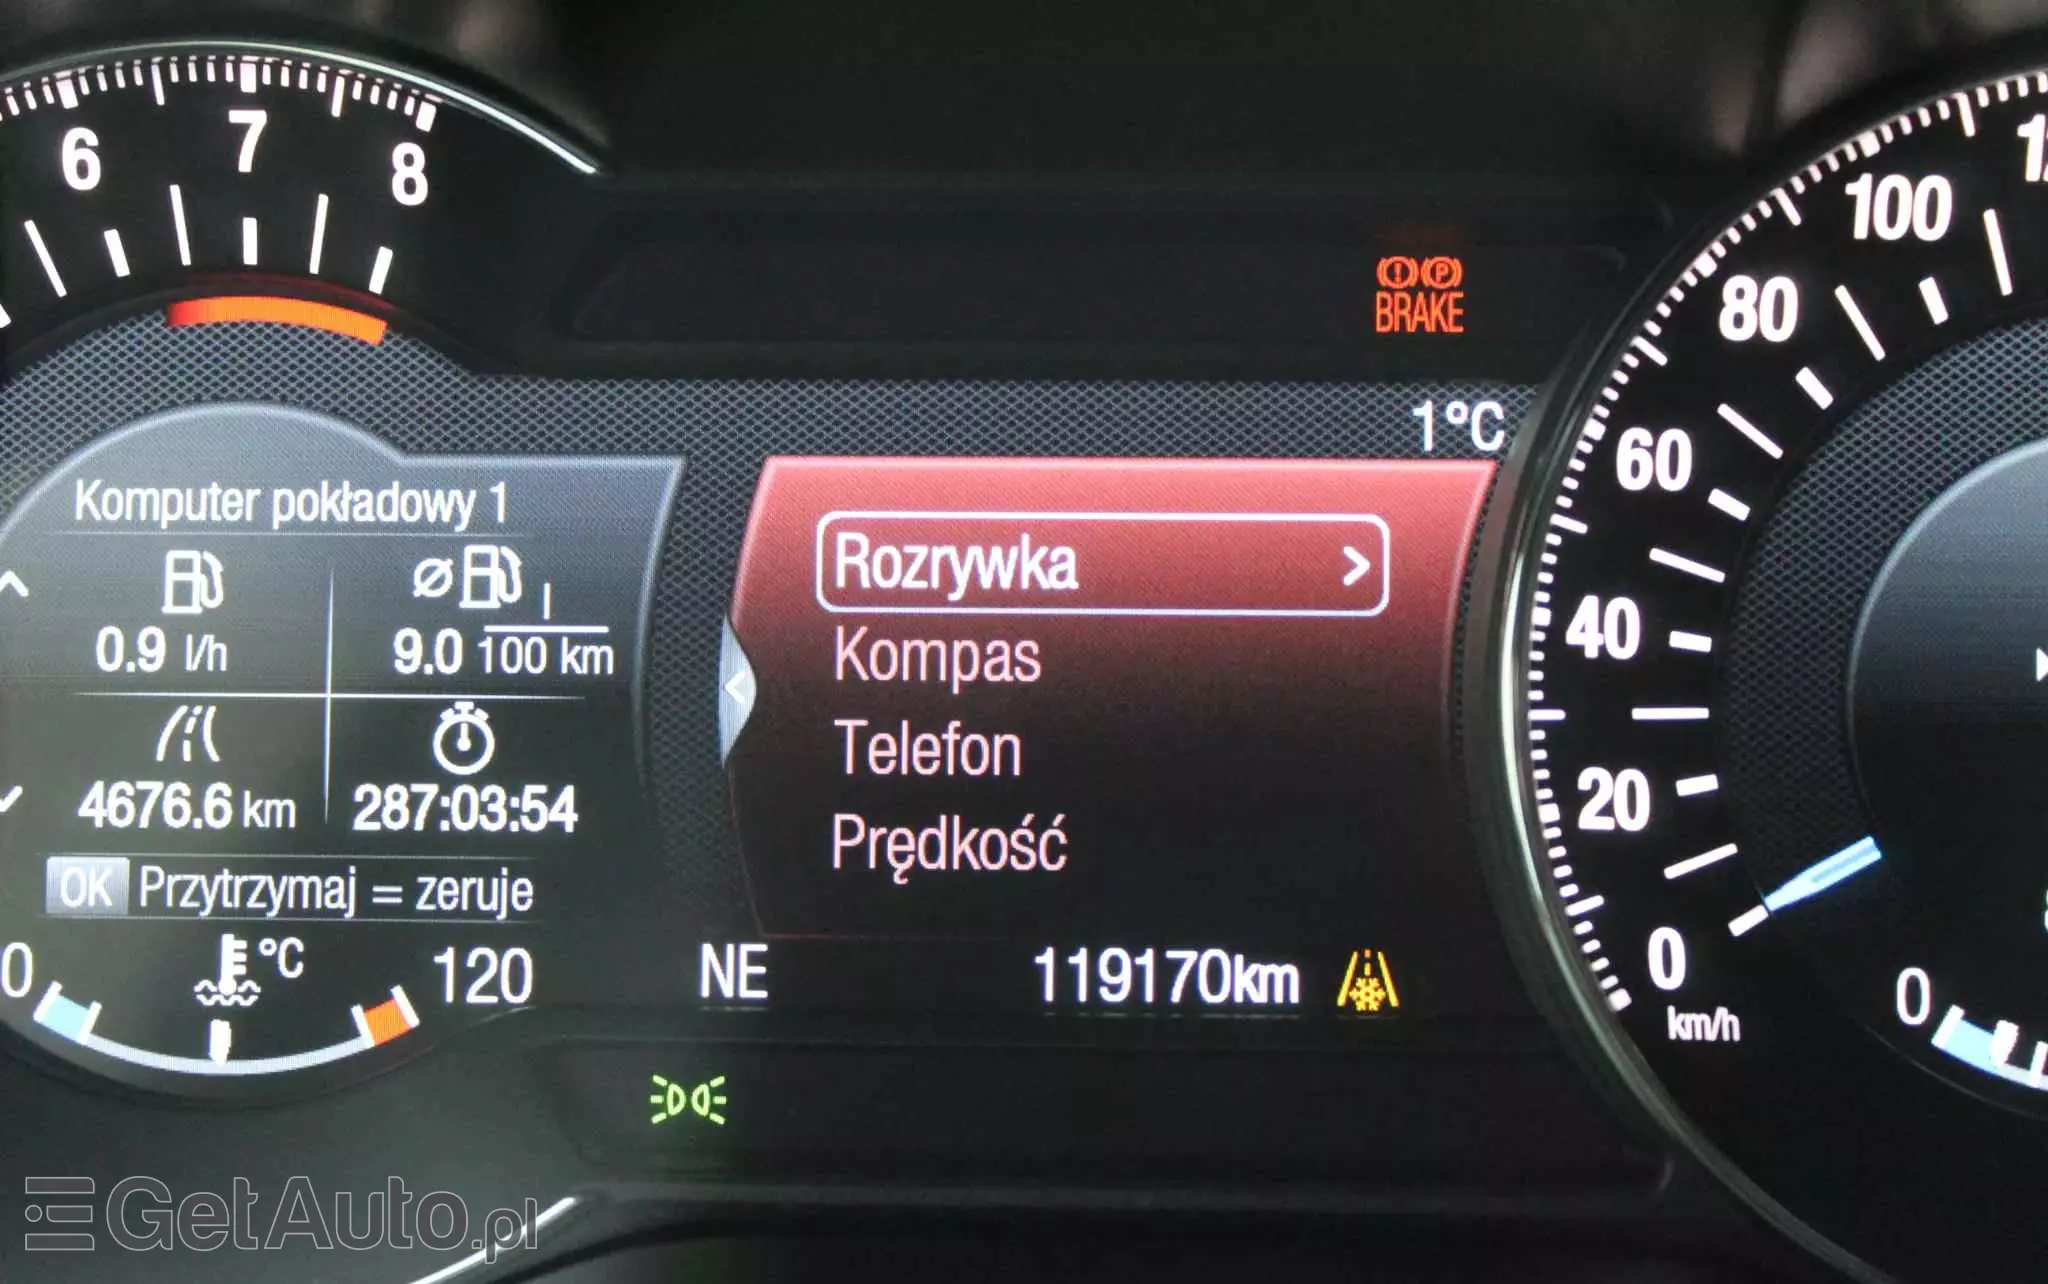 6 7 8
BRAKE
1°C
Komputer pokładowy 1
0.9 l/h
⌀ 9.0 l 100 km
4676.6 km
287:03:54
OK Przytrzymaj = zeruje
0 °C 120
Rozrywka >
Kompas
Telefon
Prędkość
NE
119170km
100
80
60
40
20
0
km/h
0
GetAuto.pl